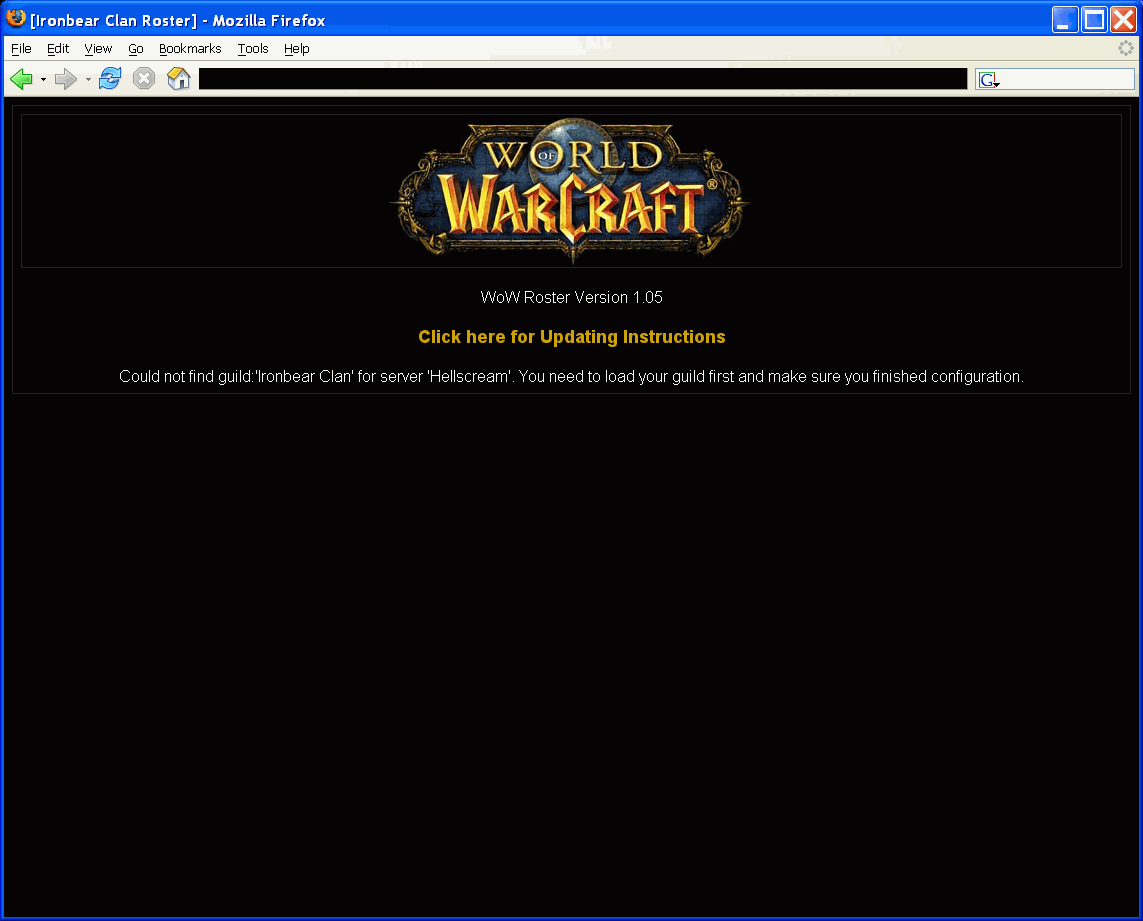 [Ironbear Clan Roster] - Mozilla Firefox
File Edit View Go Bookmarks Tools Help
G
WORLD
OF
WARCRAFT®
WoW Roster Version 1.05
Click here for Updating Instructions
Could not find guild:'Ironbear Clan' for server 'Hellscream'. You need to load your guild first and make sure you finished configuration.